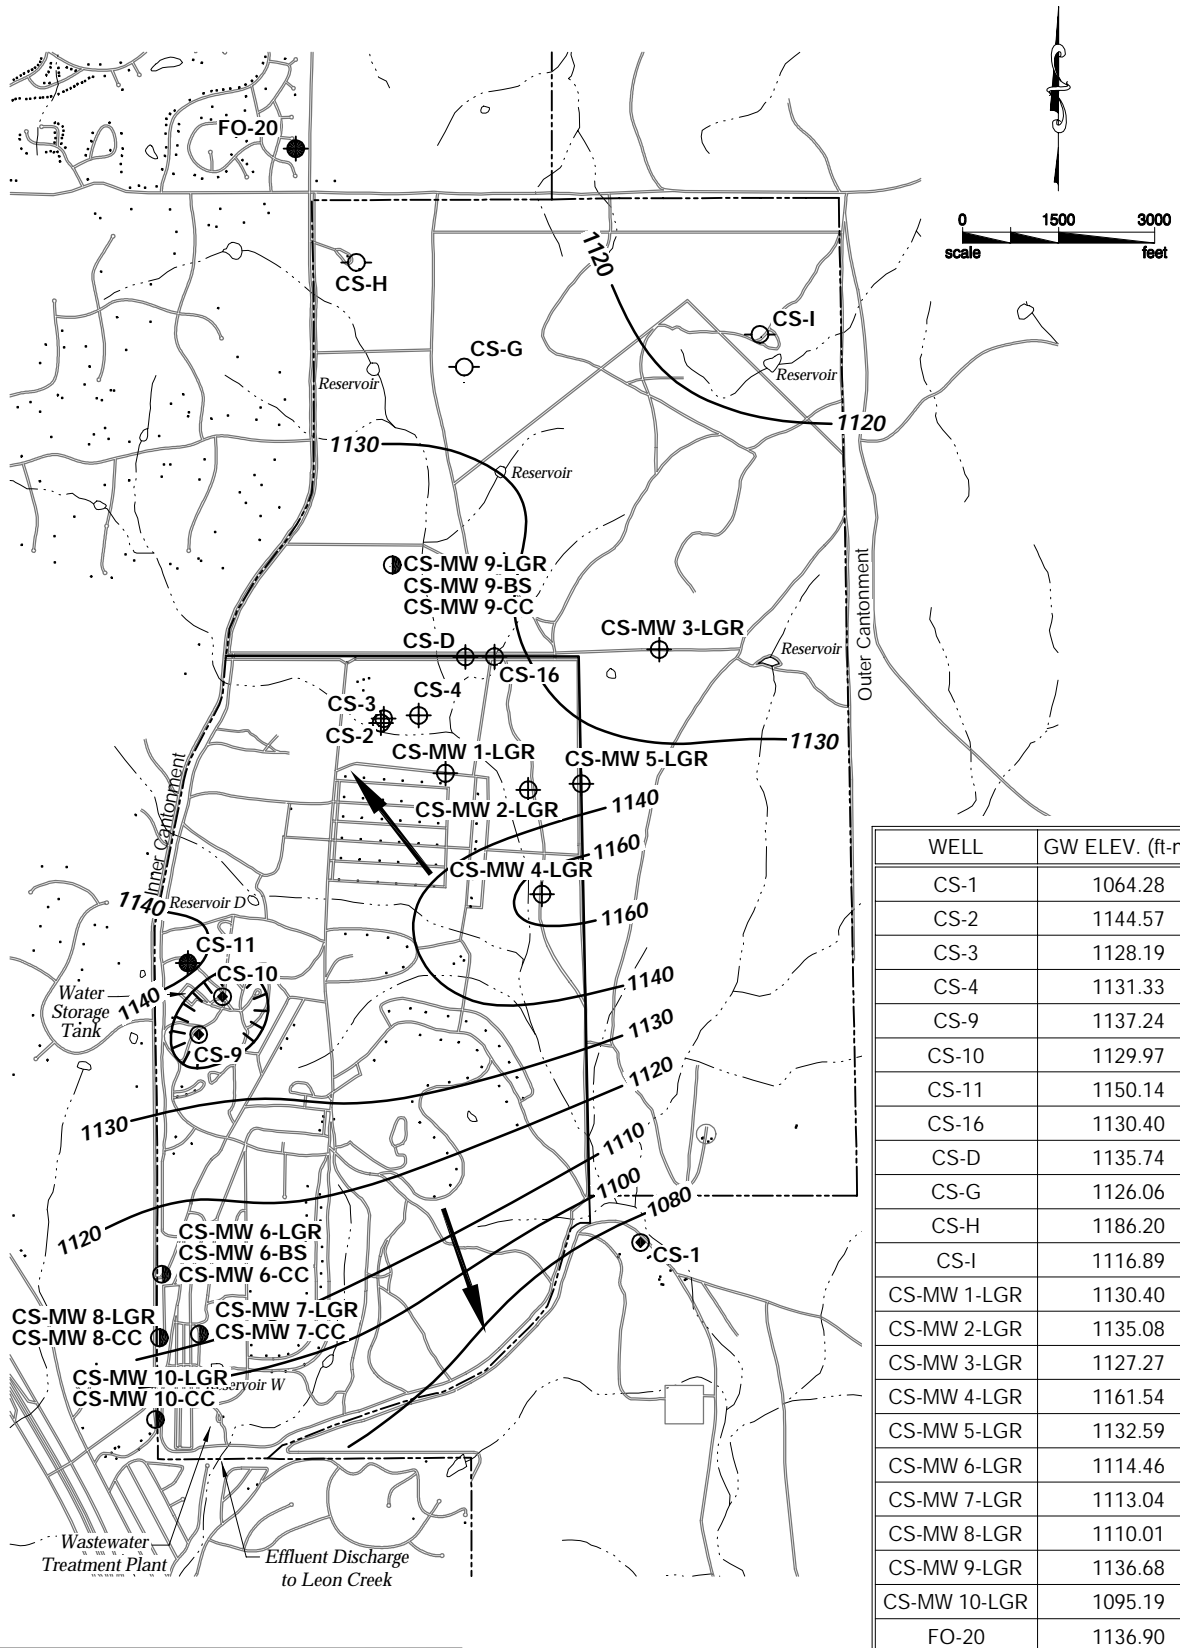 FO-20
0 1500 3000
scale feet
CS-H
1120
CS-I
CS-G
Reservoir
Reservoir
1120
1130
Reservoir
CS-MW 9-LGR
CS-MW 9-BS
CS-MW 9-CC
Outer Cantonment
CS-MW 3-LGR
CS-D
Reservoir
CS-16
CS-4
CS-3
CS-2
1130
CS-MW 1-LGR
CS-MW 5-LGR
Inner Cantonment
CS-MW 2-LGR
1140
1160
CS-MW 4-LGR
1140
Reservoir D
1160
CS-11
CS-10
Water
Storage
Tank
1140
1140
CS-9
1130
1120
1130
1110
1100
1080
1120
CS-MW 6-LGR
CS-MW 6-BS
CS-MW 6-CC
CS-1
CS-MW 8-LGR
CS-MW 8-CC
CS-MW 7-LGR
CS-MW 7-CC
CS-MW 10-LGR
CS-MW 10-CC
Wastewater
Treatment Plant
Effluent Discharge
to Leon Creek
WELL GW ELEV. (ft-
CS-1 1064.28
CS-2 1144.57
CS-3 1128.19
CS-4 1131.33
CS-9 1137.24
CS-10 1129.97
CS-11 1150.14
CS-16 1130.40
CS-D 1135.74
CS-G 1126.06
CS-H 1186.20
CS-I 1116.89
CS-MW 1-LGR 1130.40
CS-MW 2-LGR 1135.08
CS-MW 3-LGR 1127.27
CS-MW 4-LGR 1161.54
CS-MW 5-LGR 1132.59
CS-MW 6-LGR 1114.46
CS-MW 7-LGR 1113.04
CS-MW 8-LGR 1110.01
CS-MW 9-LGR 1136.68
CS-MW 10-LGR 1095.19
FO-20 1136.90